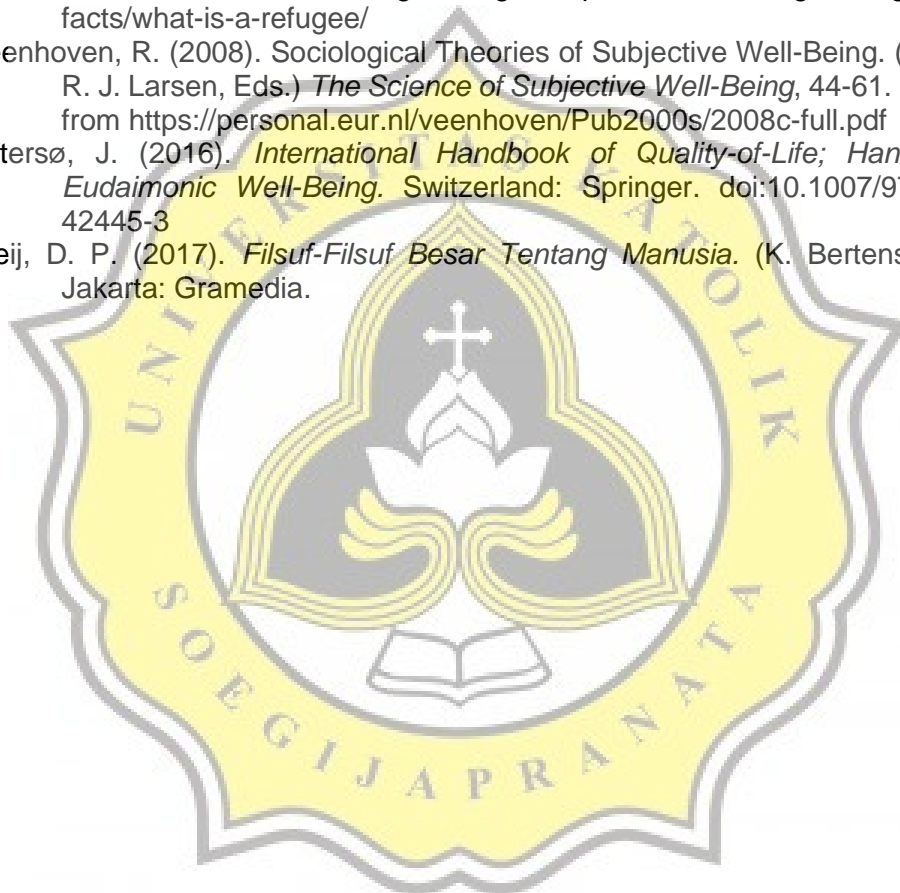 facts/what-is-a-refugee/
eenhoven, R. (2008). Sociological Theories of Subjective Well-Being. (
R. J. Larsen, Eds.) The Science of Subjective Well-Being, 44-61.
from https://personal.eur.nl/veenhoven/Pub2000s/2008c-full.pdf
tersø, J. (2016). International Handbook of Quality-of-Life; Han
Eudaimonic Well-Being. Switzerland: Springer. doi:10.1007/97
42445-3
eij, D. P. (2017). Filsuf-Filsuf Besar Tentang Manusia. (K. Bertens
Jakarta: Gramedia.
UNIVERSITAS KATOLIK
SOEGIJAPRANATA